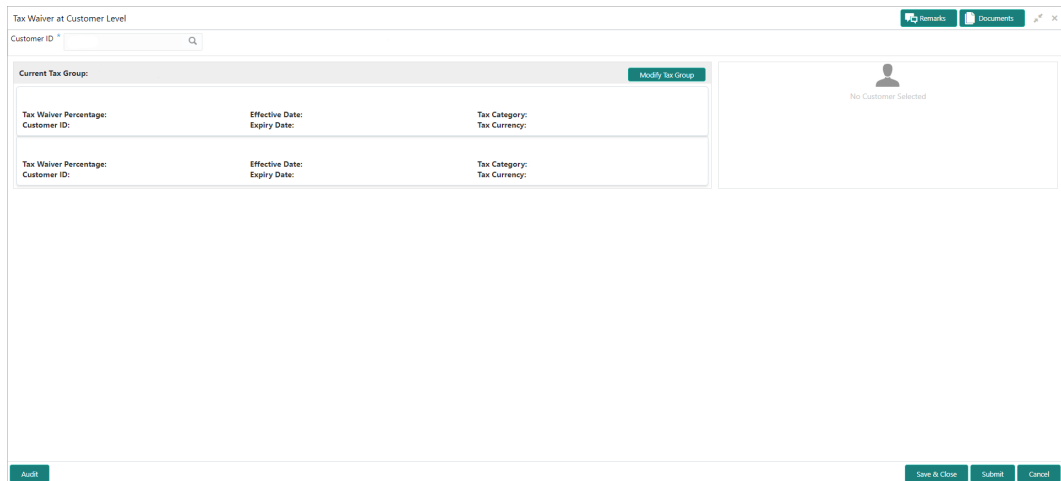 Tax Waiver at Customer Level Remarks Documents
Customer ID *
Current Tax Group: Modify Tax Group
No Customer Selected
Tax Waiver Percentage: Effective Date: Tax Category:
Customer ID: Expiry Date: Tax Currency:
Tax Waiver Percentage: Effective Date: Tax Category:
Customer ID: Expiry Date: Tax Currency:
Audit Save & Close Submit Cancel